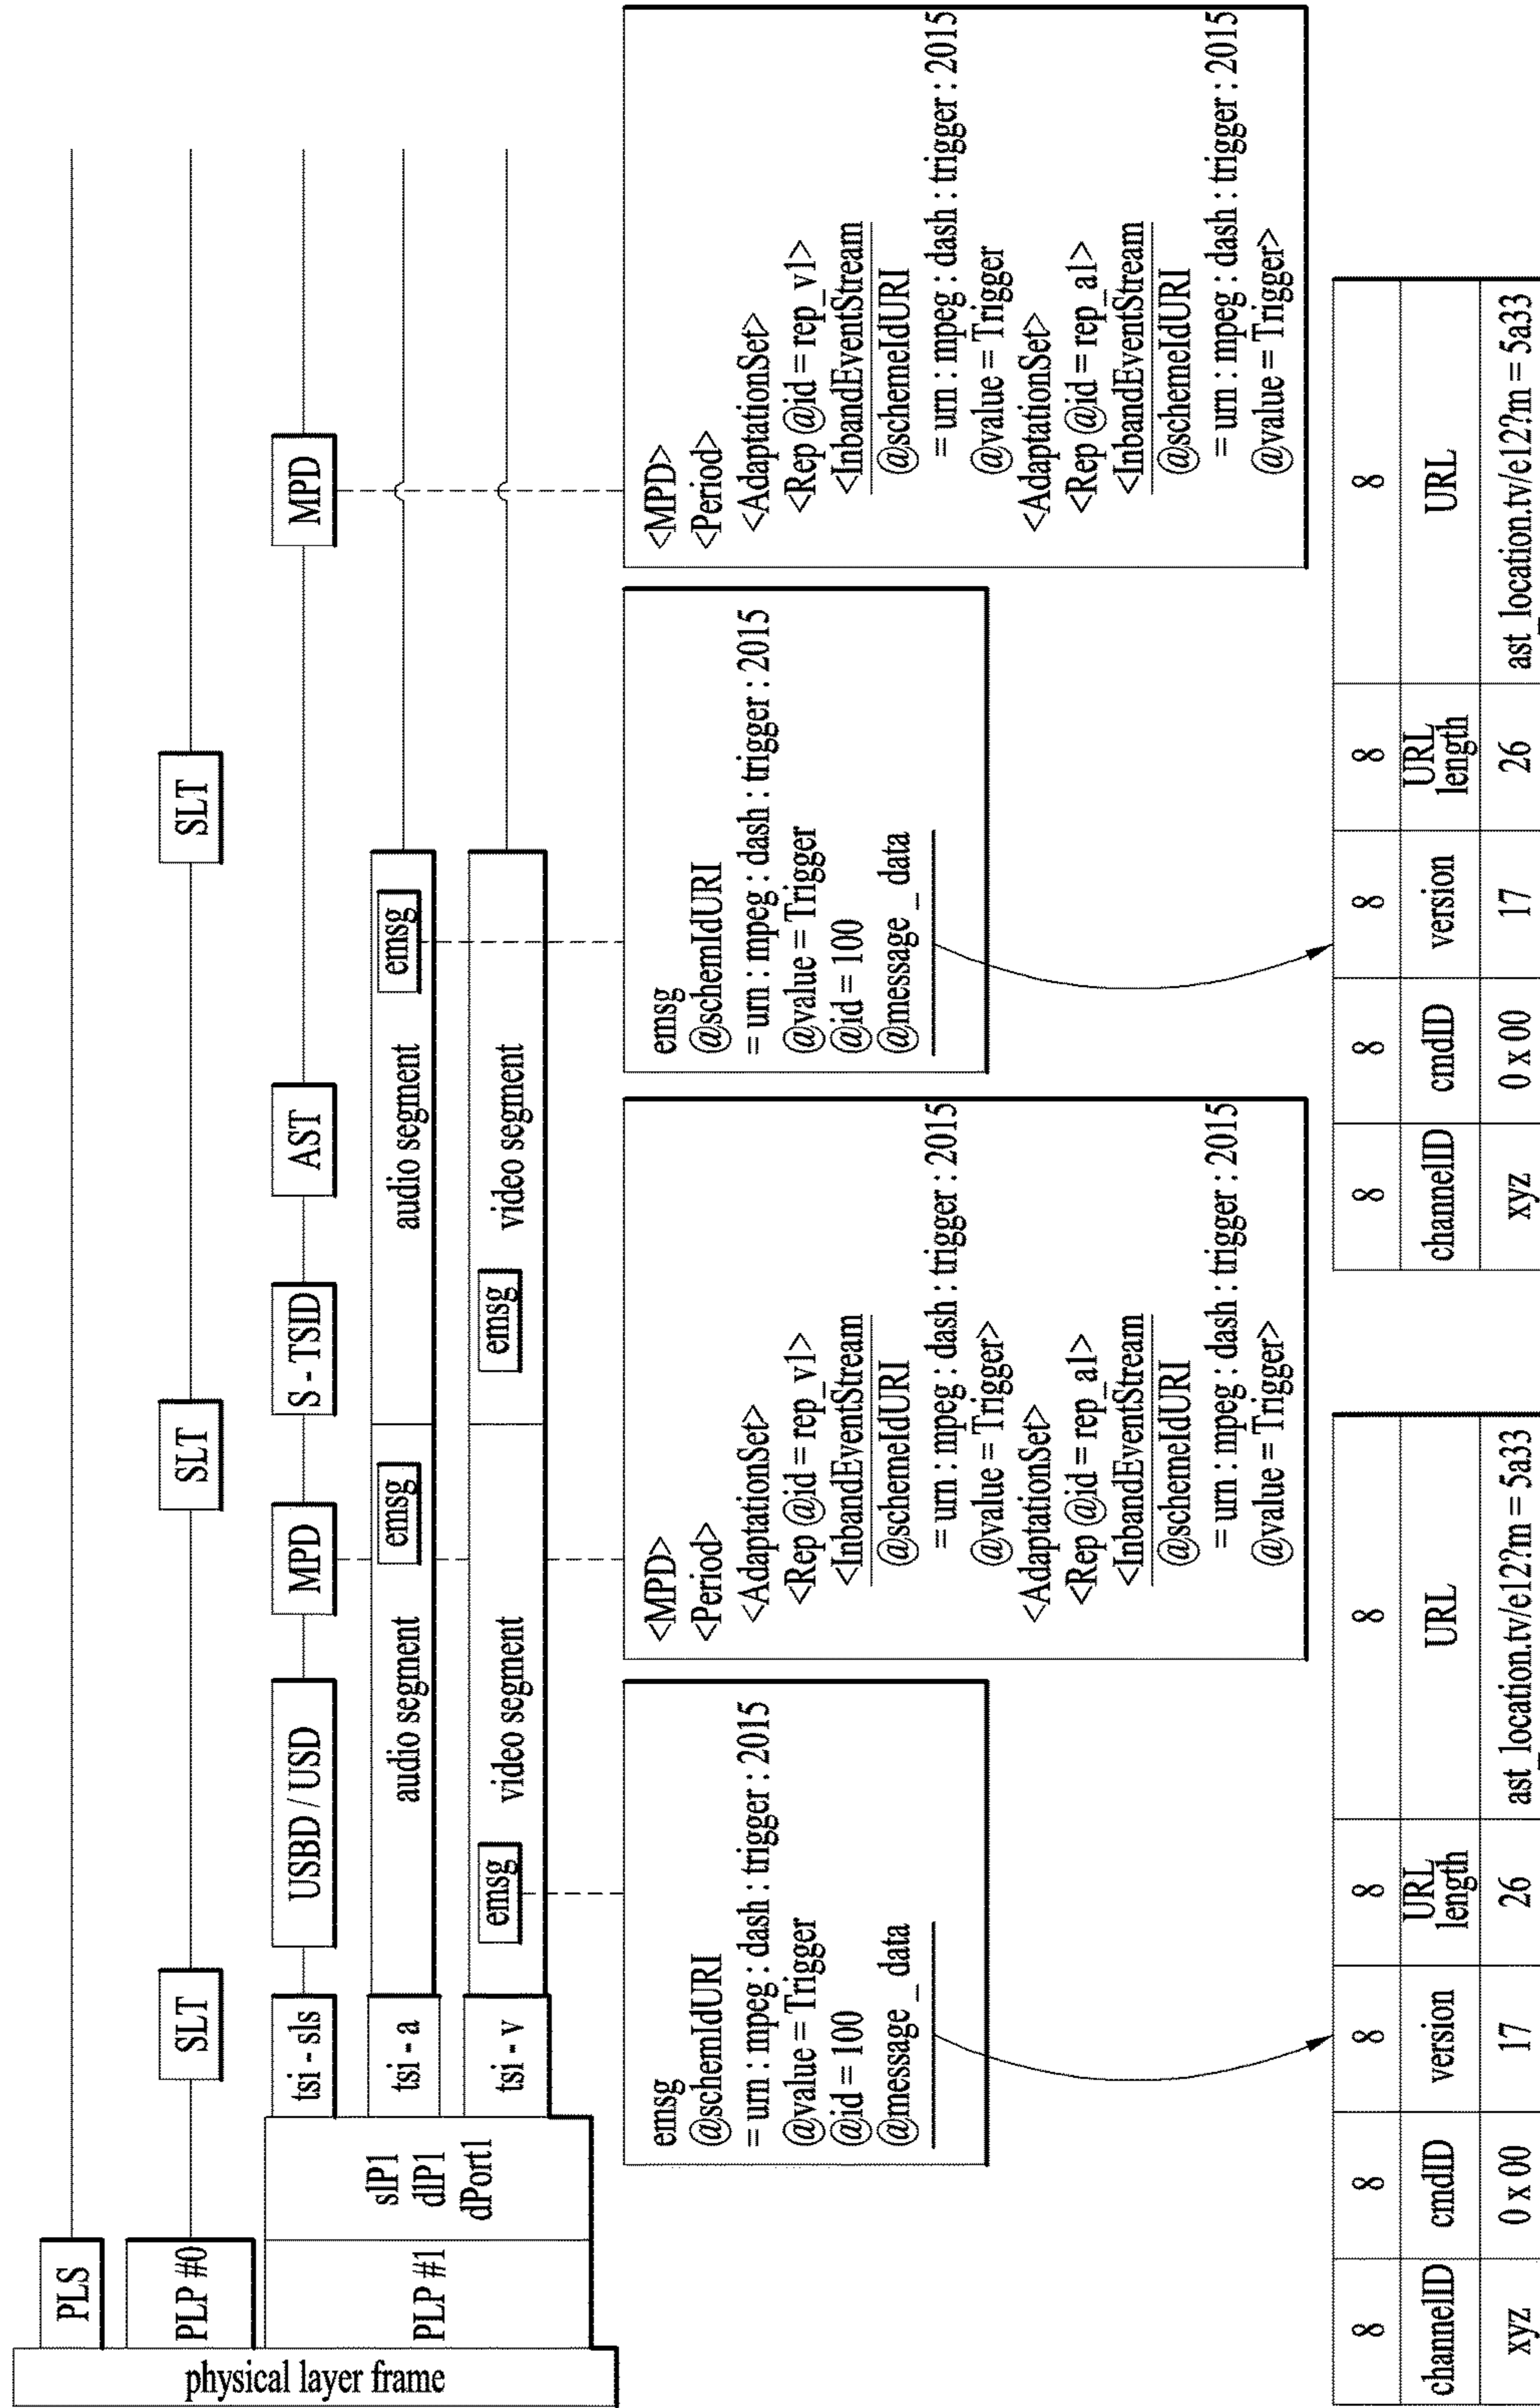 physical layer frame
PLS
PLP #0
SLT
SLT
SLT
PLP #1
sIP1
dIP1
dPort1
tsi - sls
USBD / USD
MPD
S - TSID
AST
MPD
tsi - a
audio segment
emsg
audio segment
emsg
tsi - v
emsg
video segment
emsg
video segment
emsg
@schemIdURI
= urn : mpeg : dash : trigger : 2015
@value = Trigger
@id = 100
@message _ data
<MPD>
<Period>
<AdaptationSet>
<Rep @id = rep_v1>
<InbandEventStream
@schemeIdURI
= urn : mpeg : dash : trigger : 2015
@value = Trigger>
<AdaptationSet>
<Rep @id = rep_a1>
<InbandEventStream
@schemeIdURI
= urn : mpeg : dash : trigger : 2015
@value = Trigger>
emsg
@schemIdURI
= urn : mpeg : dash : trigger : 2015
@value = Trigger
@id = 100
@message _ data
<MPD>
<Period>
<AdaptationSet>
<Rep @id = rep_v1>
<InbandEventStream
@schemeIdURI
= urn : mpeg : dash : trigger : 2015
@value = Trigger
<AdaptationSet>
<Rep @id = rep_a1>
<InbandEventStream
@schemeIdURI
= urn : mpeg : dash : trigger : 2015
@value = Trigger>
8 8 8 8 8
channelID cmdID version URL length URL
xyz 0 x 00 17 26 ast_location.tv/e12?m = 5a33
8 8 8 8 8
channelID cmdID version URL length URL
xyz 0 x 00 17 26 ast_location.tv/e12?m = 5a33